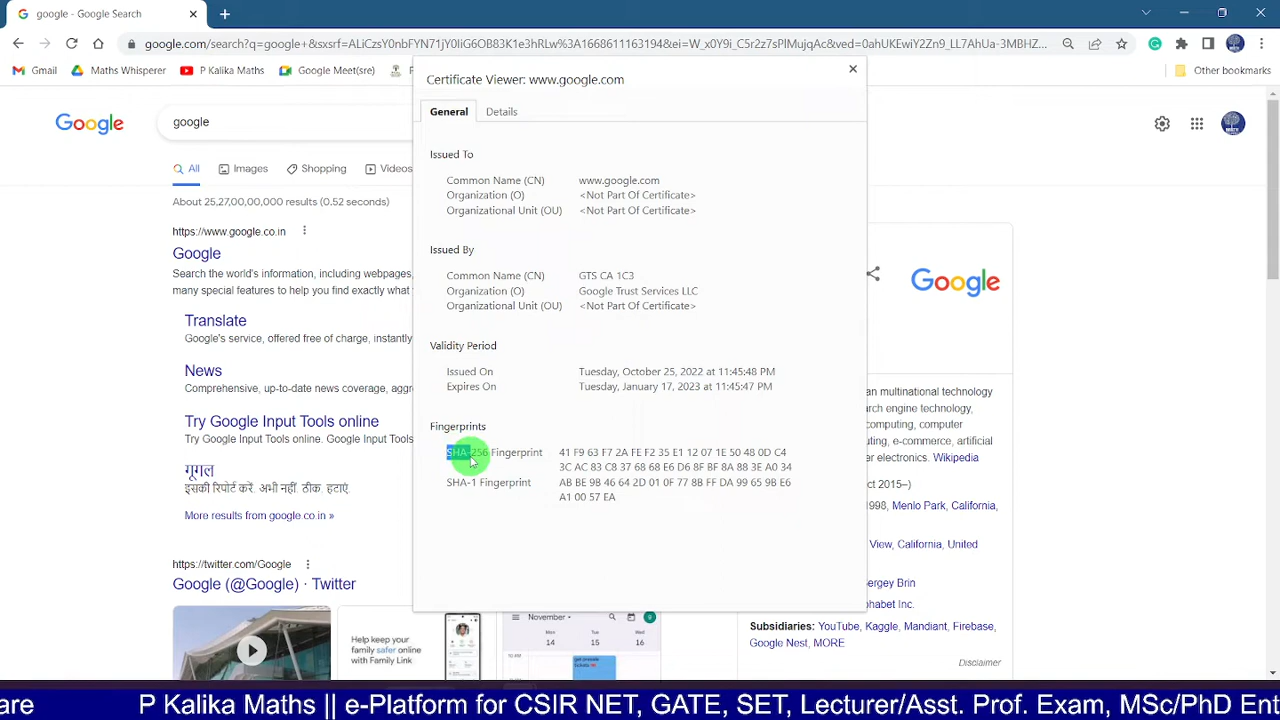 google - Google Search
google.com/search?q=google+&sxsrf=ALiCzsY0nbFYN71jYHiG6OB83K1e3hRLw%3A1668611163194&ei=W_x0Y9i_C5r2z7sPlMujqAc&ved=0ahUKEwiY2Zn9_LL7AhUa-3MBHZ...
Gmail
Maths Whisperer
P Kalika Maths
Google Meet(sre)
Other bookmarks
Certificate Viewer: www.google.com
General
Details
Google
google
All
Images
Shopping
Videos
About 25,27,00,00,000 results (0.52 seconds)
https://www.google.co.in
Google
Search the world's information, including webpages,
many special features to help you find exactly what
Translate
Google's service, offered free of charge, instantly
News
Comprehensive, up-to-date news coverage,
Try Google Input Tools online
Try Google Input Tools online. Google Input Tools
गूगल
इसकी रिपोर्ट करें. अभी नहीं. ठीक. हटाएं.
More results from google.co.in »
https://twitter.com/Google
Google (@Google) · Twitter
Help keep your
family safer online
with Family Link
November
Mon
Tue
Wed
14
15
16
Issued To
Common Name (CN) www.google.com
Organization (O) <Not Part Of Certificate>
Organizational Unit (OU) <Not Part Of Certificate>
Issued By
Common Name (CN) GTS CA 1C3
Organization (O) Google Trust Services LLC
Organizational Unit (OU) <Not Part Of Certificate>
Validity Period
Issued On Tuesday, October 25, 2022 at 11:45:48 PM
Expires On Tuesday, January 17, 2023 at 11:45:47 PM
Fingerprints
SHA-256 Fingerprint 41 F9 63 F7 2A FE F2 35 E1 12 07 1E 50 48 0D C4
3C AC 83 C8 37 68 68 E6 D6 8F BF 8A 88 3E A0 34
SHA-1 Fingerprint AB BE 9B 46 64 2D 01 0F 77 8B FF DA 99 65 9B E6
A1 00 57 EA
Google
an multinational technology
rch engine technology,
computing, computer
uting, e-commerce, artificial
er electronics. Wikipedia
ct 2015–)
1998, Menlo Park, California,
View, California, United
ergey Brin
phabet Inc.
Subsidiaries: YouTube, Kaggle, Mandiant, Firebase,
Google Nest, MORE
Disclaimer
are P Kalika Maths || e-Platform for CSIR NET, GATE, SET, Lecturer/Asst. Prof. Exam, MSc/PhD Ent